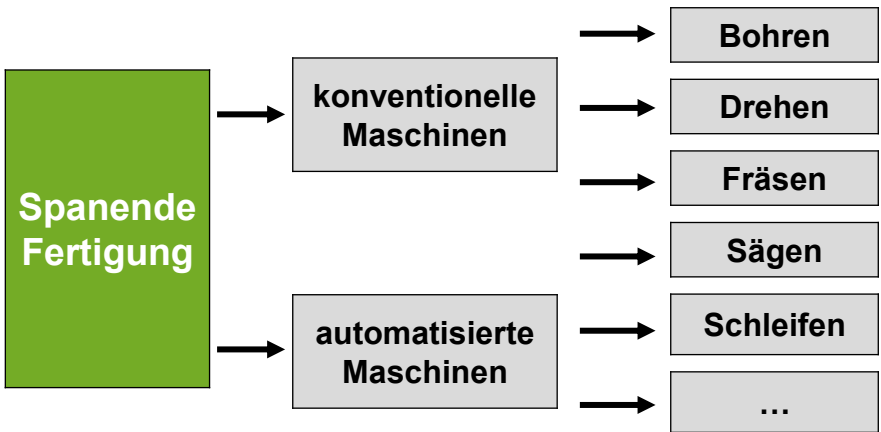 Spanende
Fertigung
konventionelle
Maschinen
automatisierte
Maschinen
Bohren
Drehen
Fräsen
Sägen
Schleifen
…